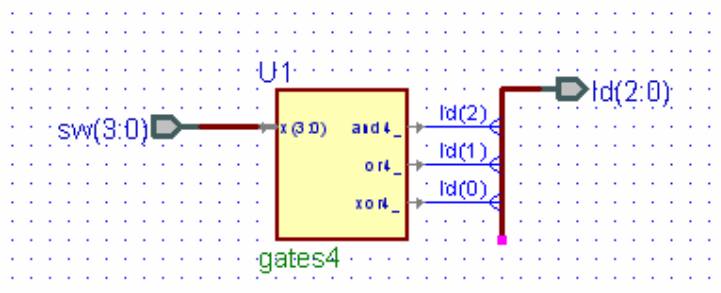 U1
sw(3:0)
x(3:0)
and4_
or4_
xor4_
ld(2)
ld(1)
ld(0)
ld(2:0)
gates4